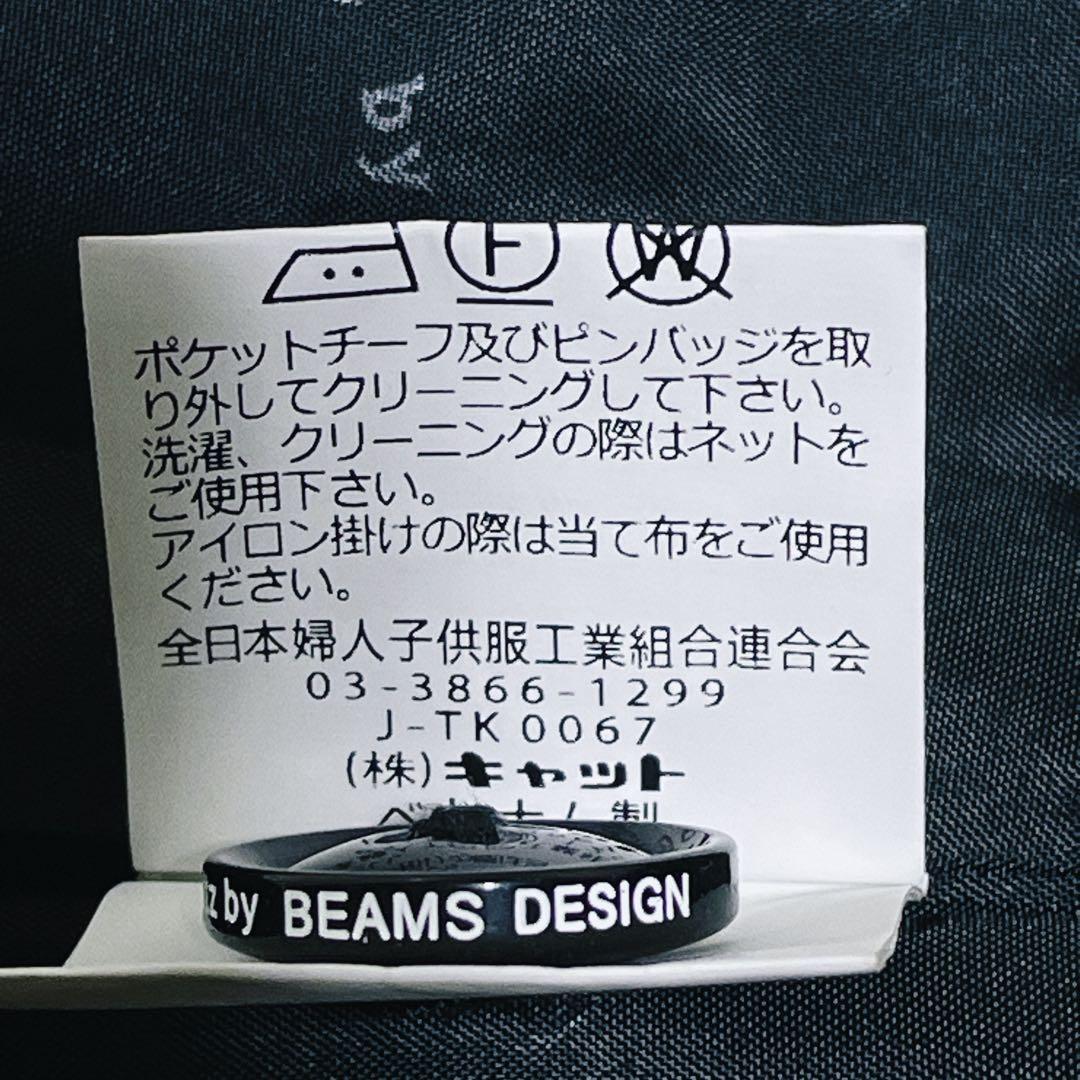 F
W
ポケットチーフ及びピンバッジを取
り外してクリーニングして下さい。
洗濯、クリーニングの際はネットを
ご使用下さい。
アイロン掛けの際は当て布をご使用
ください。
全日本婦人子供服工業組合連合会
03-3866-1299
J-TK0067
(株)キャット
製
by BEAMS DESIGN